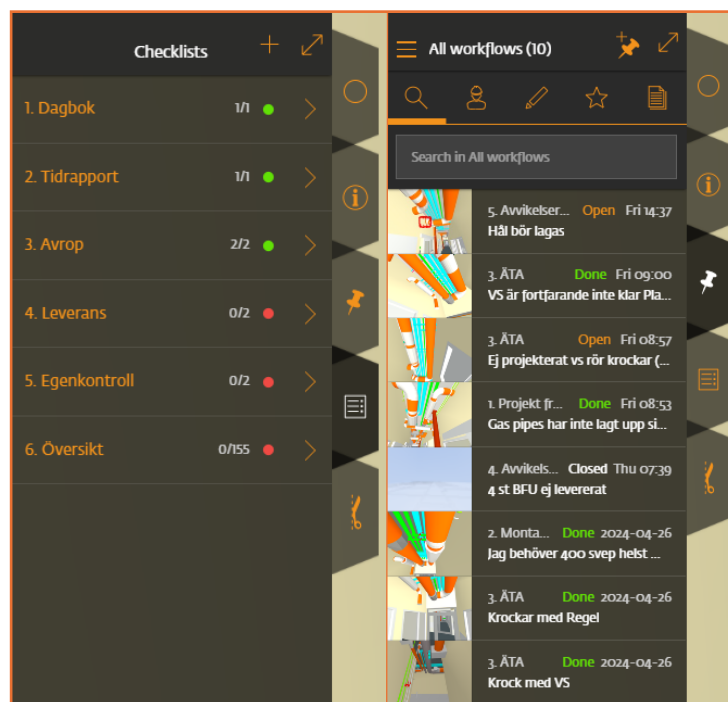 Checklists
1. Dagbok 1/1
2. Tidrapport 1/1
3. Avrop 2/2
4. Leverans 0/2
5. Egenkontroll 0/2
6. Översikt 0/155
All workflows (10)
Search in All workflows
5. Avvikelser... Open Fri 14:37
Hål bör lagas
3. ÄTA Done Fri 09:00
VS är fortfarande inte klar Pla...
3. ÄTA Open Fri 08:57
Ej projekterat vs rör krockar (...
1. Projekt fr... Done Fri 08:53
Gas pipes har inte lagt upp si...
4. Avvikels... Closed Thu 07:39
4 st BFU ej levererat
2. Monta... Done 2024-04-26
Jag behöver 400 svep helst ...
3. ÄTA Done 2024-04-26
Krockar med Regel
3. ÄTA Done 2024-04-26
Krock med VS